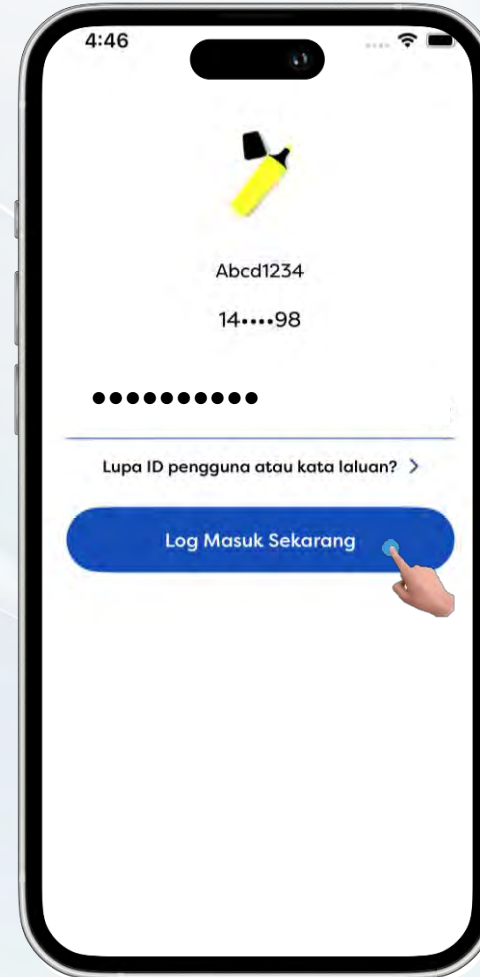 4:46
Abcd1234
14••••98
••••••••••
Lupa ID pengguna atau kata laluan? >
Log Masuk Sekarang